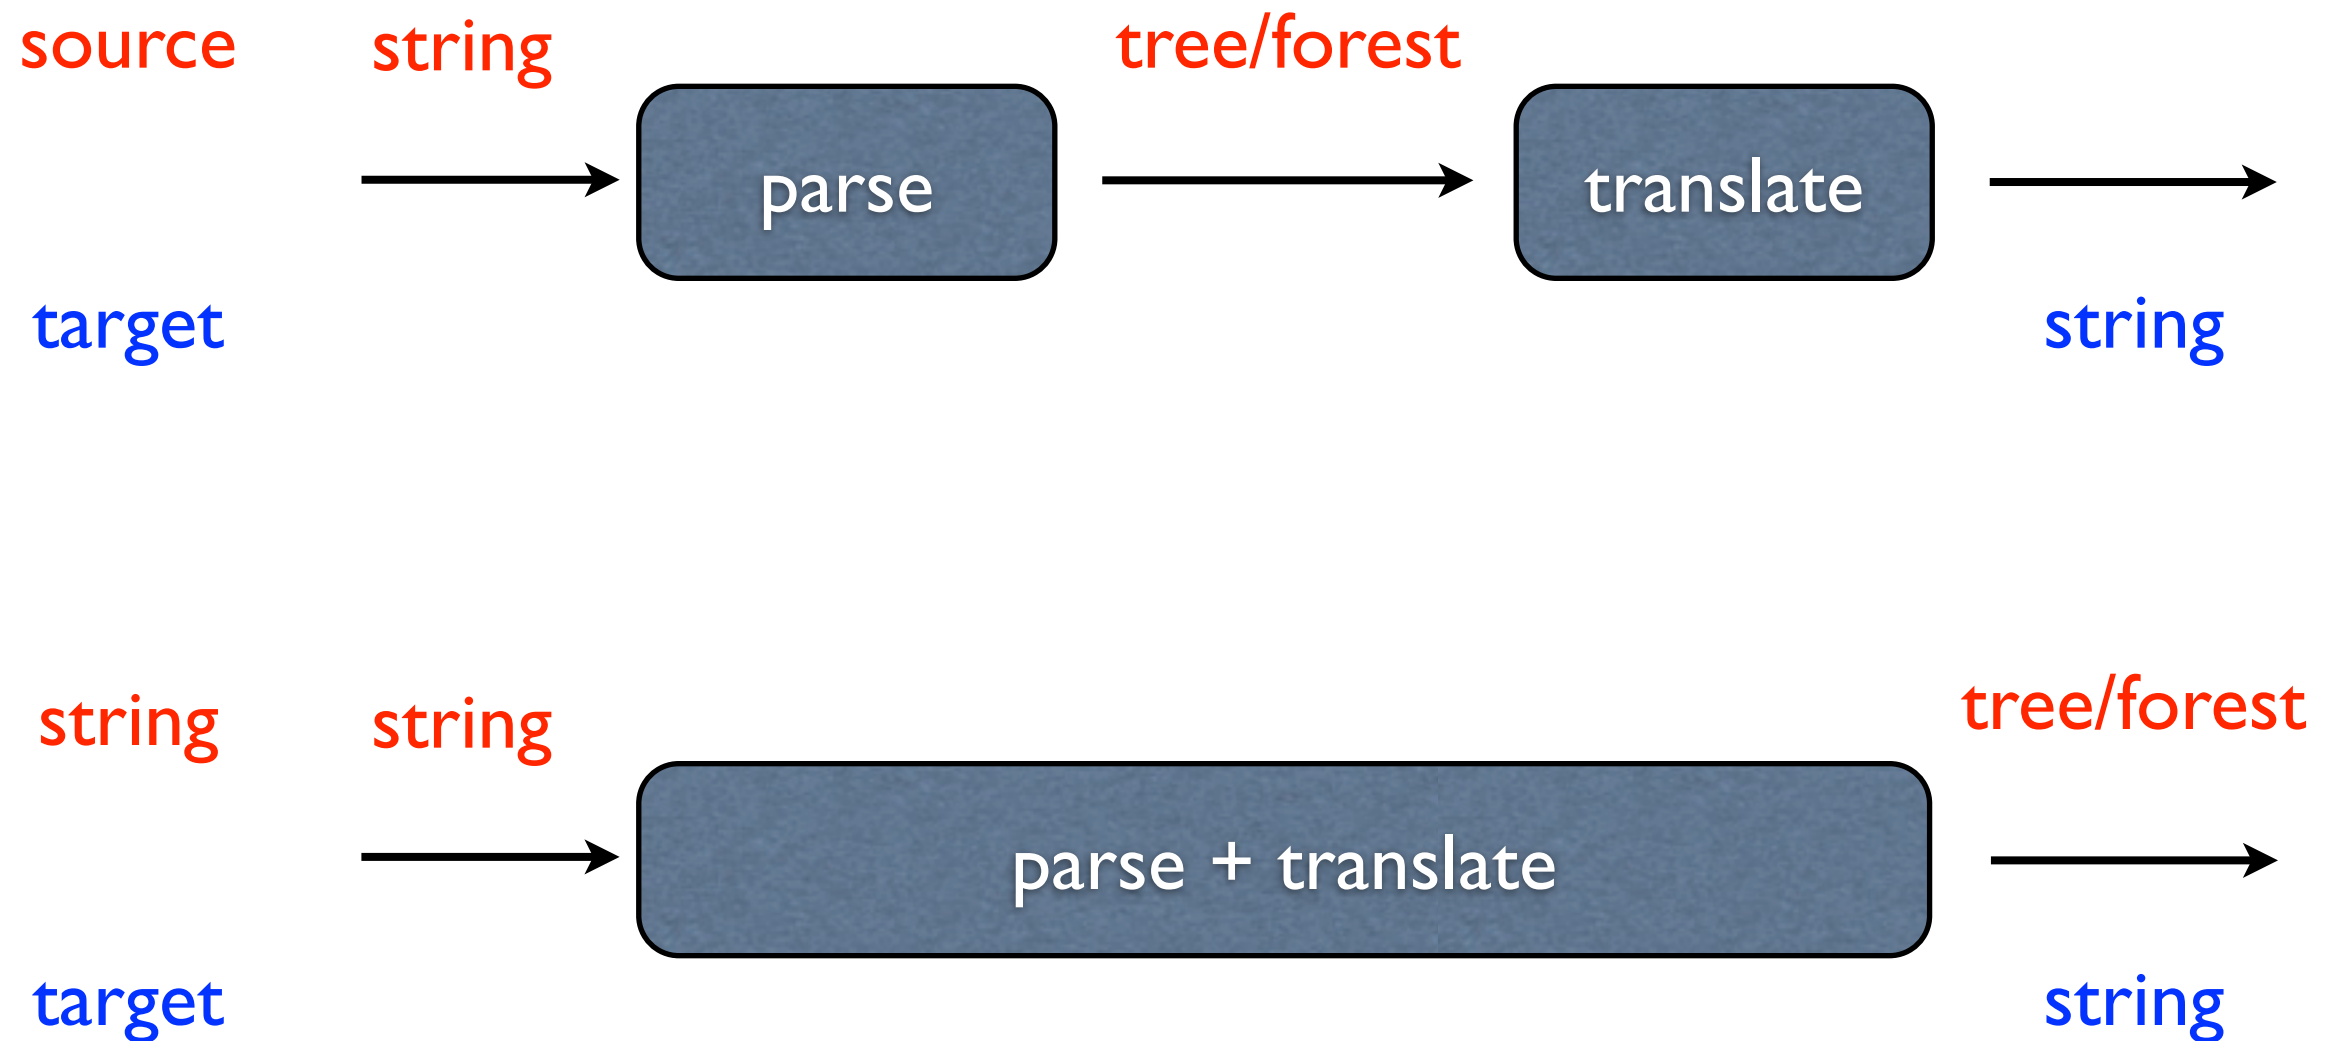 source string tree/forest
parse translate
target string
string string tree/forest
parse + translate
target string